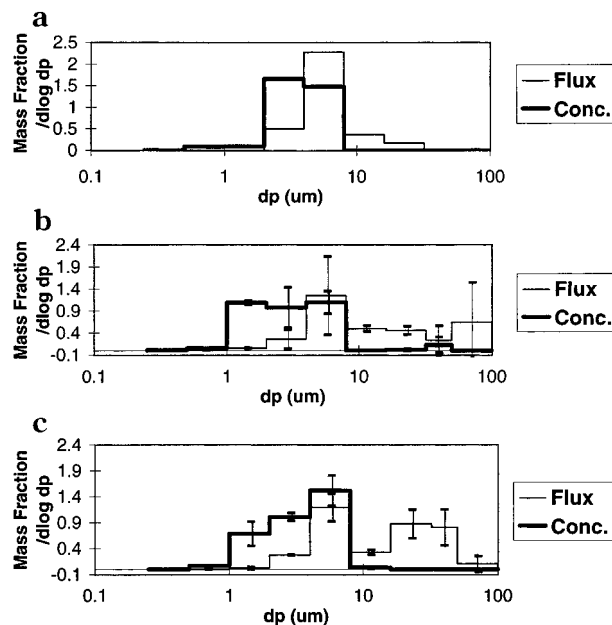 a
Mass Fraction
/dlog dp
2.5
2
1.5
1
0.5
0
0.1
1
10
100
dp (um)
Flux
Conc.
b
Mass Fraction
/dlog dp
2.4
1.9
1.4
0.9
0.4
-0.1
0.1
1
10
100
dp (um)
Flux
Conc.
c
Mass Fraction
/dlog dp
2.4
1.9
1.4
0.9
0.4
-0.1
0.1
1
10
100
dp (um)
Flux
Conc.